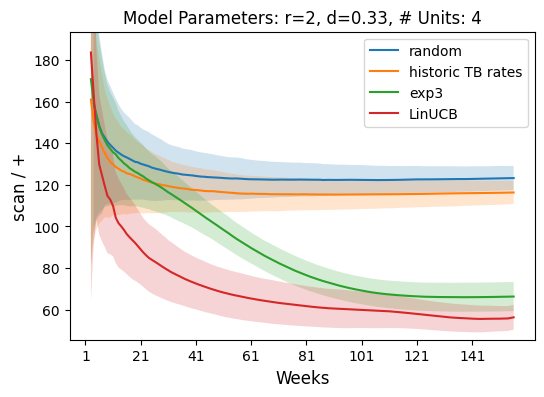 Model Parameters: r=2, d=0.33, # Units: 4
random
historic TB rates
exp3
LinUCB
180
160
140
120
100
80
60
scan / +
1 21 41 61 81 101 121 141
Weeks